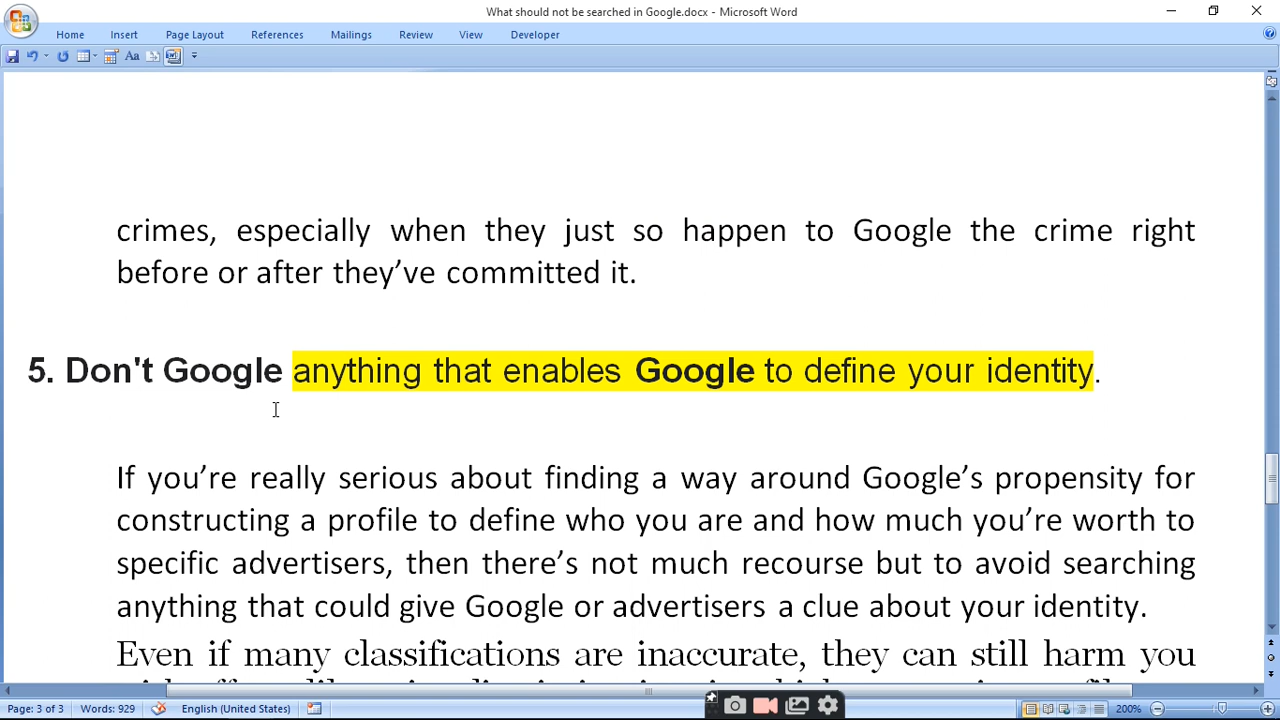 What should not be searched in Google.docx - Microsoft Word
Home Insert Page Layout References Mailings Review View Developer
Aa
crimes, especially when they just so happen to Google the crime right
before or after they’ve committed it.
5. Don't Google anything that enables Google to define your identity.
If you’re really serious about finding a way around Google’s propensity for
constructing a profile to define who you are and how much you’re worth to
specific advertisers, then there’s not much recourse but to avoid searching
anything that could give Google or advertisers a clue about your identity.
Even if many classifications are inaccurate, they can still harm you
Page: 3 of 5 Words: 923 English (United States) 200%